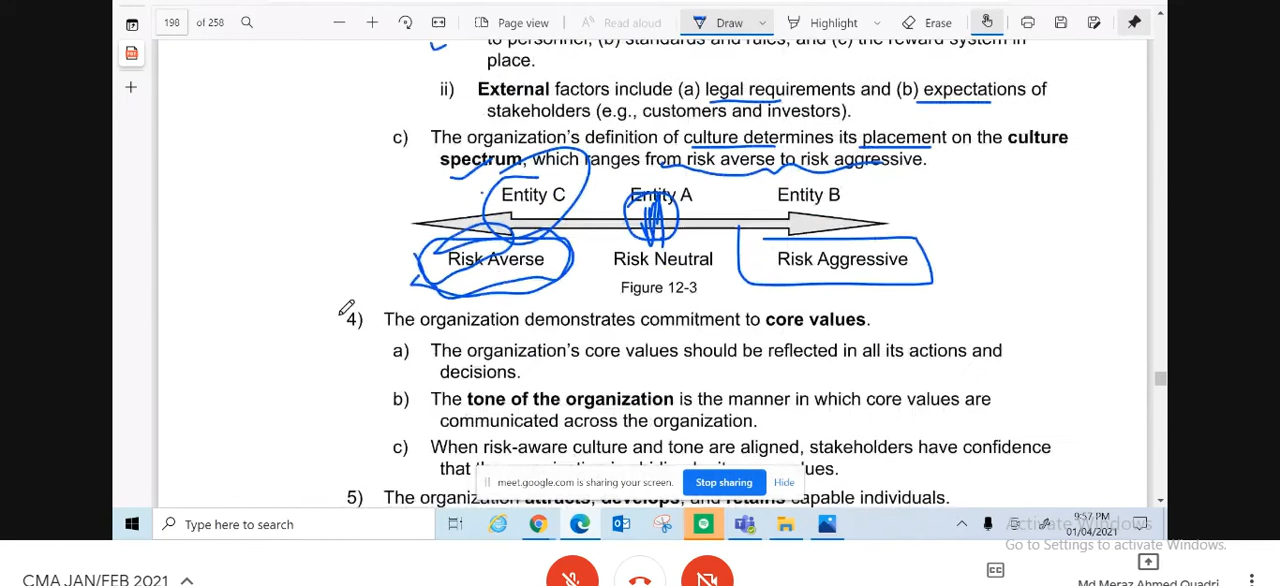 198 of 258 Page view Read aloud Draw Highlight Erase
to personnel, (b) standards and rules, and (c) the reward system in
place.
ii) External factors include (a) legal requirements and (b) expectations of
stakeholders (e.g., customers and investors).
c) The organization's definition of culture determines its placement on the culture
spectrum, which ranges from risk averse to risk aggressive.
Entity C Entity A Entity B
Risk Averse Risk Neutral Risk Aggressive
Figure 12-3
4) The organization demonstrates commitment to core values.
a) The organization's core values should be reflected in all its actions and
decisions.
b) The tone of the organization is the manner in which core values are
communicated across the organization.
c) When risk-aware culture and tone are aligned, stakeholders have confidence
that
meet.google.com is sharing your screen. Stop sharing Hide
5) The organization attracts, develops, and retains capable individuals.
Type here to search
9:57 PM
01/04/2021
Activate Windows
Go to Settings to activate Windows.
CMA JAN/FEB 2021
Md Meraz Ahmed Quadri